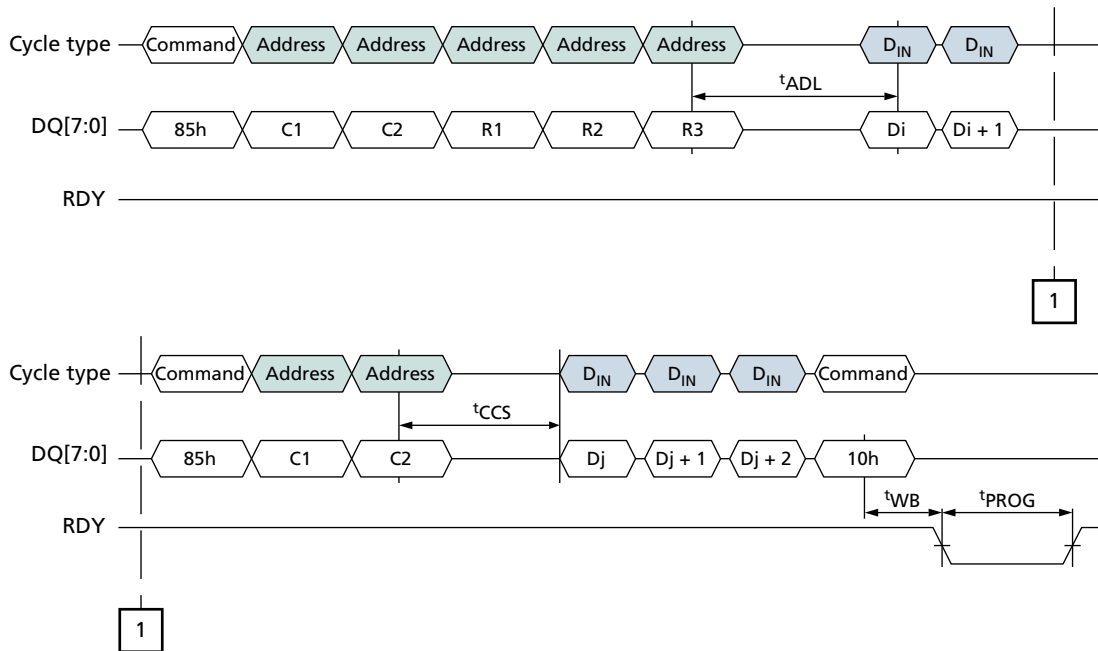 Cycle type Command Address Address Address Address Address DIN DIN
tADL
DQ[7:0] 85h C1 C2 R1 R2 R3 Di Di + 1
RDY
1
Cycle type Command Address Address DIN DIN DIN Command
tCCS
DQ[7:0] 85h C1 C2 Dj Dj + 1 Dj + 2 10h
tWB tPROG
RDY
1